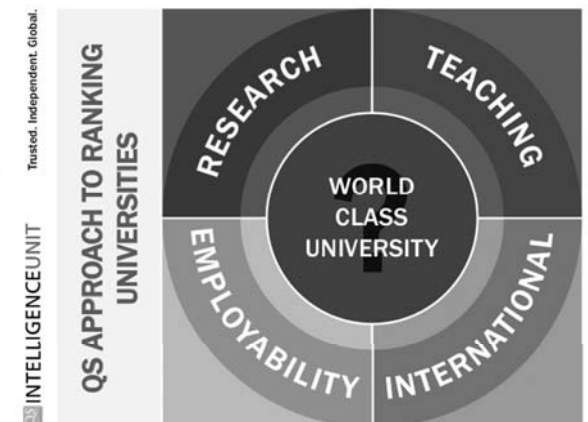 QS INTELLIGENCEUNIT
Trusted. Independent. Global.
QS APPROACH TO RANKING
UNIVERSITIES
RESEARCH
TEACHING
WORLD
CLASS
UNIVERSITY
?
EMPLOYABILITY
INTERNATIONAL